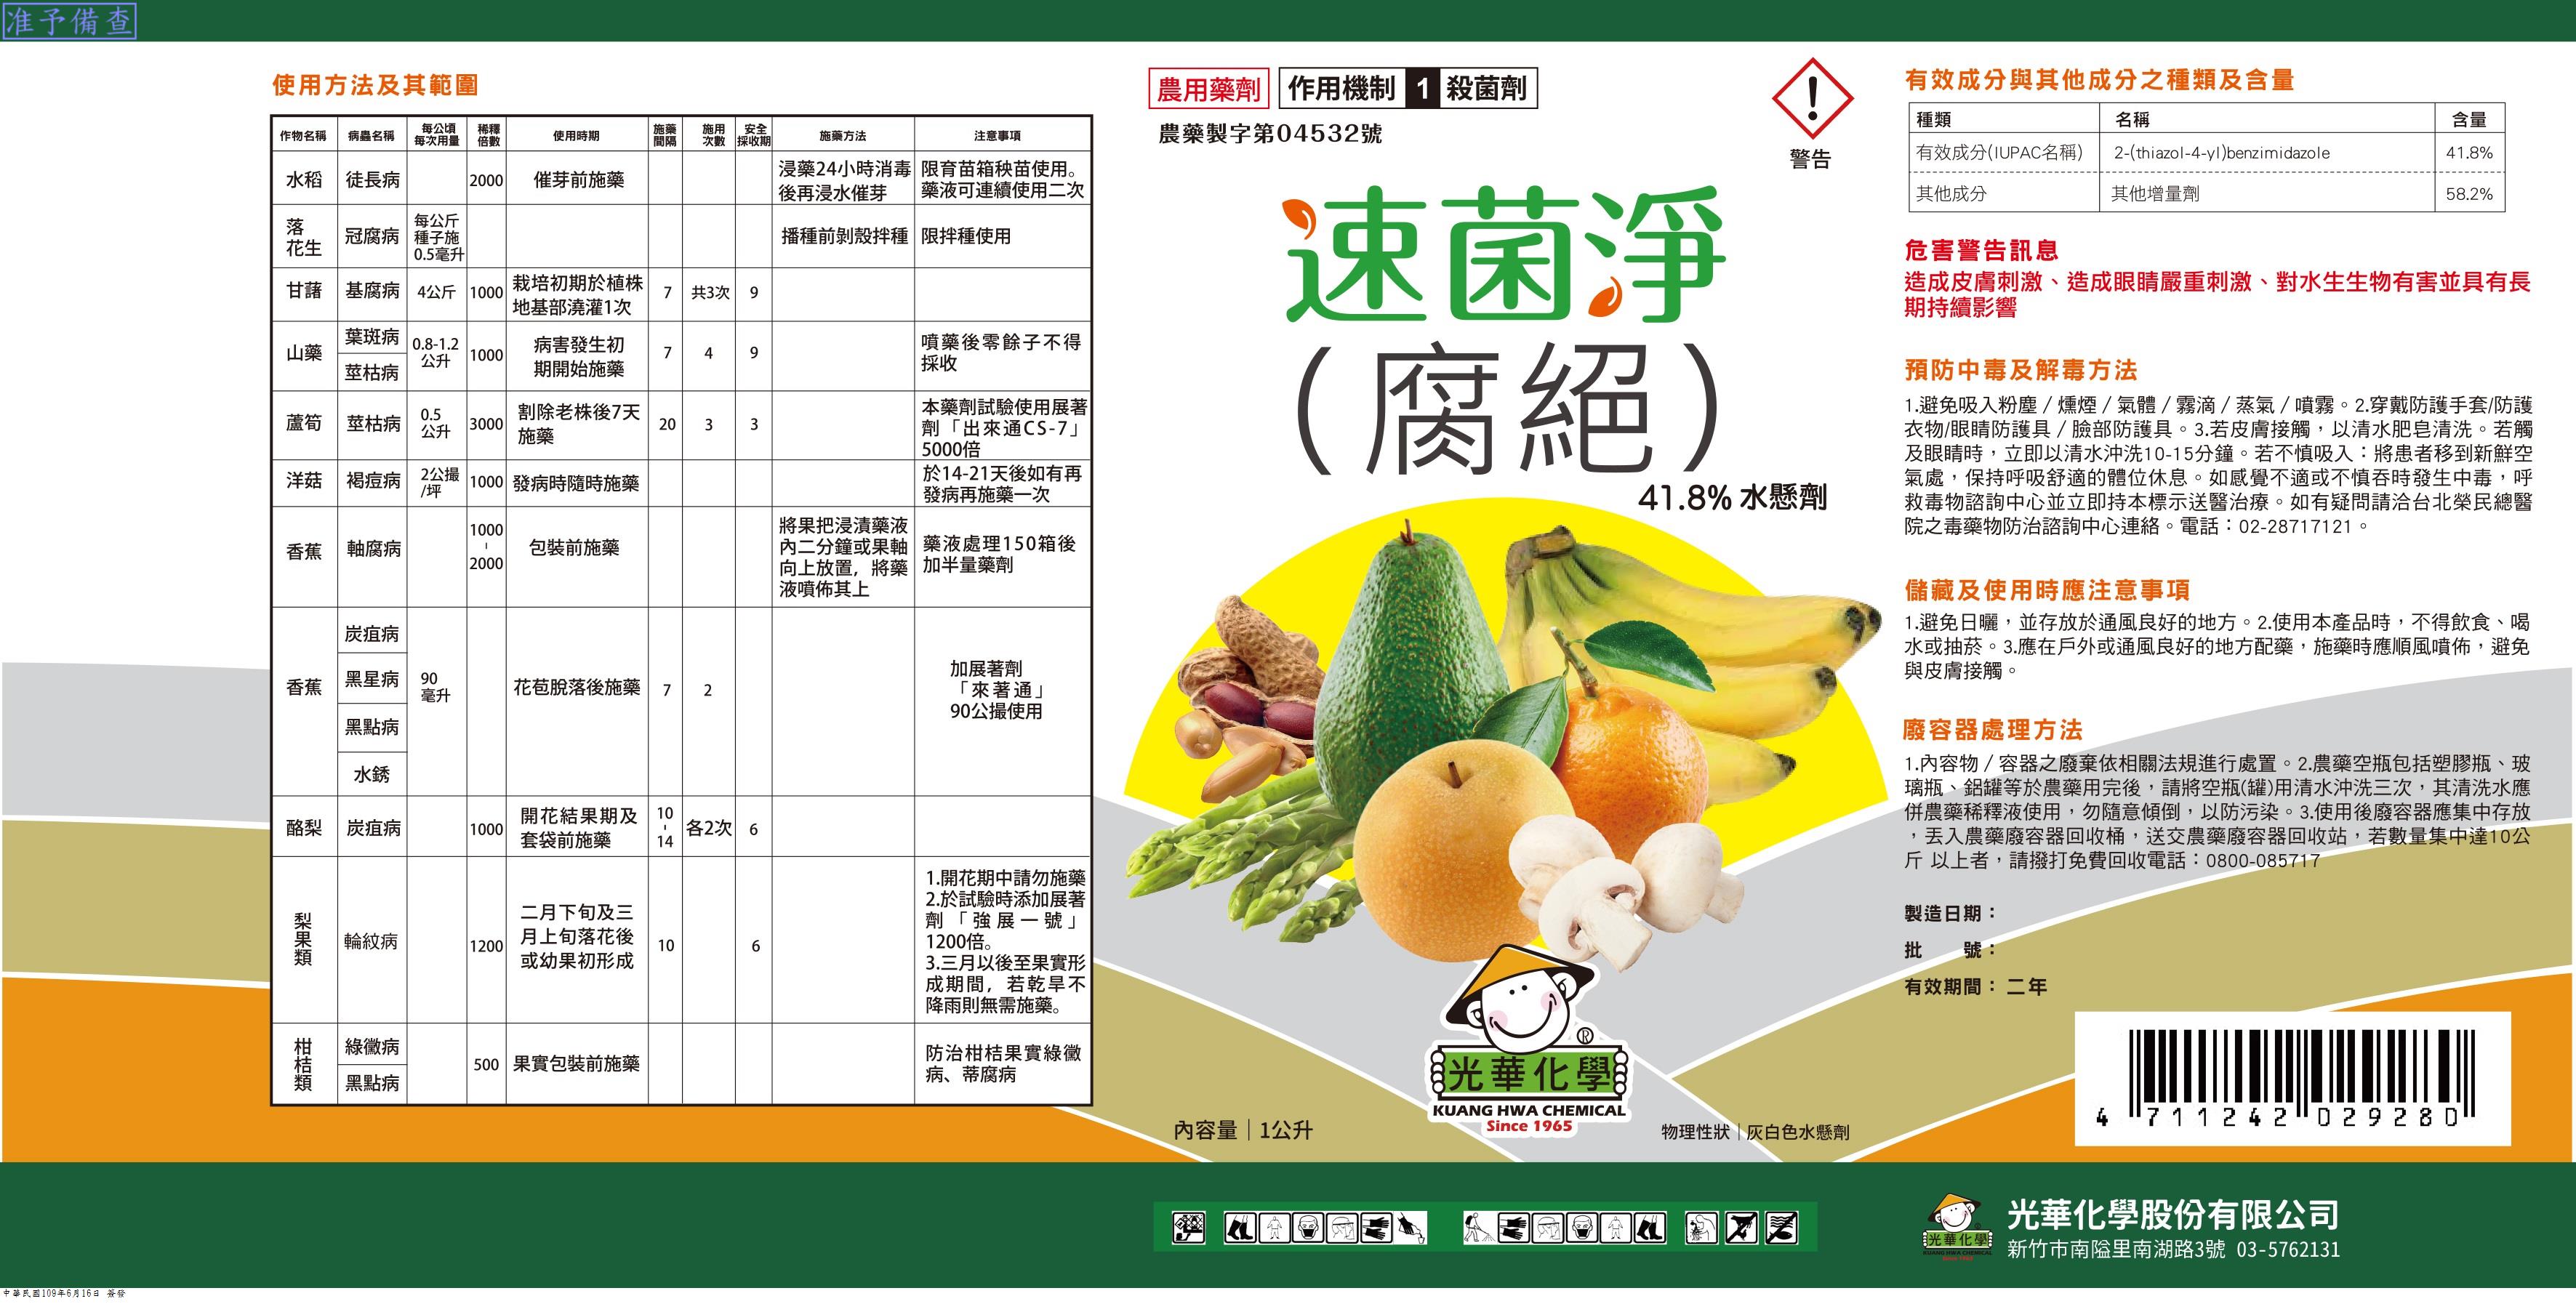 准予備查
使用方法及其範圍
作物名稱 病蟲名稱 每公頃每次用量 稀釋倍數 使用時期 施藥間隔 施用次數 安全採收期 施藥方法 注意事項
水稻 徒長病 2000 催芽前施藥 浸藥24小時消毒後再浸水催芽 限育苗箱秧苗使用。藥液可連續使用二次
落花生 冠腐病 每公斤種子施0.5毫升 播種前剝殼拌種 限拌種使用
甘藷 基腐病 4公斤 1000 栽培初期於植株地基部澆灌1次 7 共3次 9
山藥 葉斑病 莖枯病 0.8-1.2公升 1000 病害發生初期開始施藥 7 4 9 噴藥後零餘子不得採收
蘆筍 莖枯病 0.5公升 3000 割除老株後7天施藥 20 3 3 本藥劑試驗使用展著劑「出來通CS-7」5000倍
洋菇 褐痘病 2公撮/坪 1000 發病時隨時施藥 於14-21天後如有再發病再施藥一次
香蕉 軸腐病 1000-2000 包裝前施藥 將果把浸漬藥液內二分鐘或果軸向上放置，將藥液噴佈其上 藥液處理150箱後加半量藥劑
香蕉 炭疽病 黑星病 黑點病 水銹 90毫升 花苞脫落後施藥 7 2 加展著劑「來著通」90公撮使用
酪梨 炭疽病 1000 開花結果期及套袋前施藥 10-14 各2次 6
梨果類 輪紋病 1200 二月下旬及三月上旬落花後或幼果初形成 10 6 1.開花期中請勿施藥 2.於試驗時添加展著劑「強展一號」1200倍。 3.三月以後至果實形成期間，若乾旱不降雨則無需施藥。
柑桔類 綠黴病 黑點病 500 果實包裝前施藥 防治柑桔果實綠黴病、蒂腐病
農用藥劑 作用機制 1 殺菌劑
農藥製字第04532號
警告
速菌淨
(腐絕)
41.8% 水懸劑
®
光華化學
KUANG HWA CHEMICAL
Since 1965
內容量｜1公升
物理性狀｜灰白色水懸劑
有效成分與其他成分之種類及含量
種類 名稱 含量
有效成分(IUPAC名稱) 2-(thiazol-4-yl)benzimidazole 41.8%
其他成分 其他增量劑 58.2%
危害警告訊息
造成皮膚刺激、造成眼睛嚴重刺激、對水生生物有害並具有長
期持續影響
預防中毒及解毒方法
1.避免吸入粉塵／燻煙／氣體／霧滴／蒸氣／噴霧。2.穿戴防護手套/防護
衣物/眼睛防護具／臉部防護具。3.若皮膚接觸，以清水肥皂清洗。若觸
及眼睛時，立即以清水沖洗10-15分鐘。若不慎吸入：將患者移到新鮮空
氣處，保持呼吸舒適的體位休息。如感覺不適或不慎吞時發生中毒，呼
救毒物諮詢中心並立即持本標示送醫治療。如有疑問請洽台北榮民總醫
院之毒藥物防治諮詢中心連絡。電話：02-28717121。
儲藏及使用時應注意事項
1.避免日曬，並存放於通風良好的地方。2.使用本產品時，不得飲食、喝
水或抽菸。3.應在戶外或通風良好的地方配藥，施藥時應順風噴佈，避免
與皮膚接觸。
廢容器處理方法
1.內容物／容器之廢棄依相關法規進行處置。2.農藥空瓶包括塑膠瓶、玻
璃瓶、鋁罐等於農藥用完後，請將空瓶(罐)用清水沖洗三次，其清洗水應
併農藥稀釋液使用，勿隨意傾倒，以防污染。3.使用後廢容器應集中存放
，丟入農藥廢容器回收桶，送交農藥廢容器回收站，若數量集中達10公
斤 以上者，請撥打免費回收電話：0800-085717
製造日期：
批　號：
有效期間：二年
4 711242 029280
光華化學
KUANG HWA CHEMICAL
光華化學股份有限公司
新竹市南隘里南湖路3號 03-5762131
中華民國109年6月16日 簽發